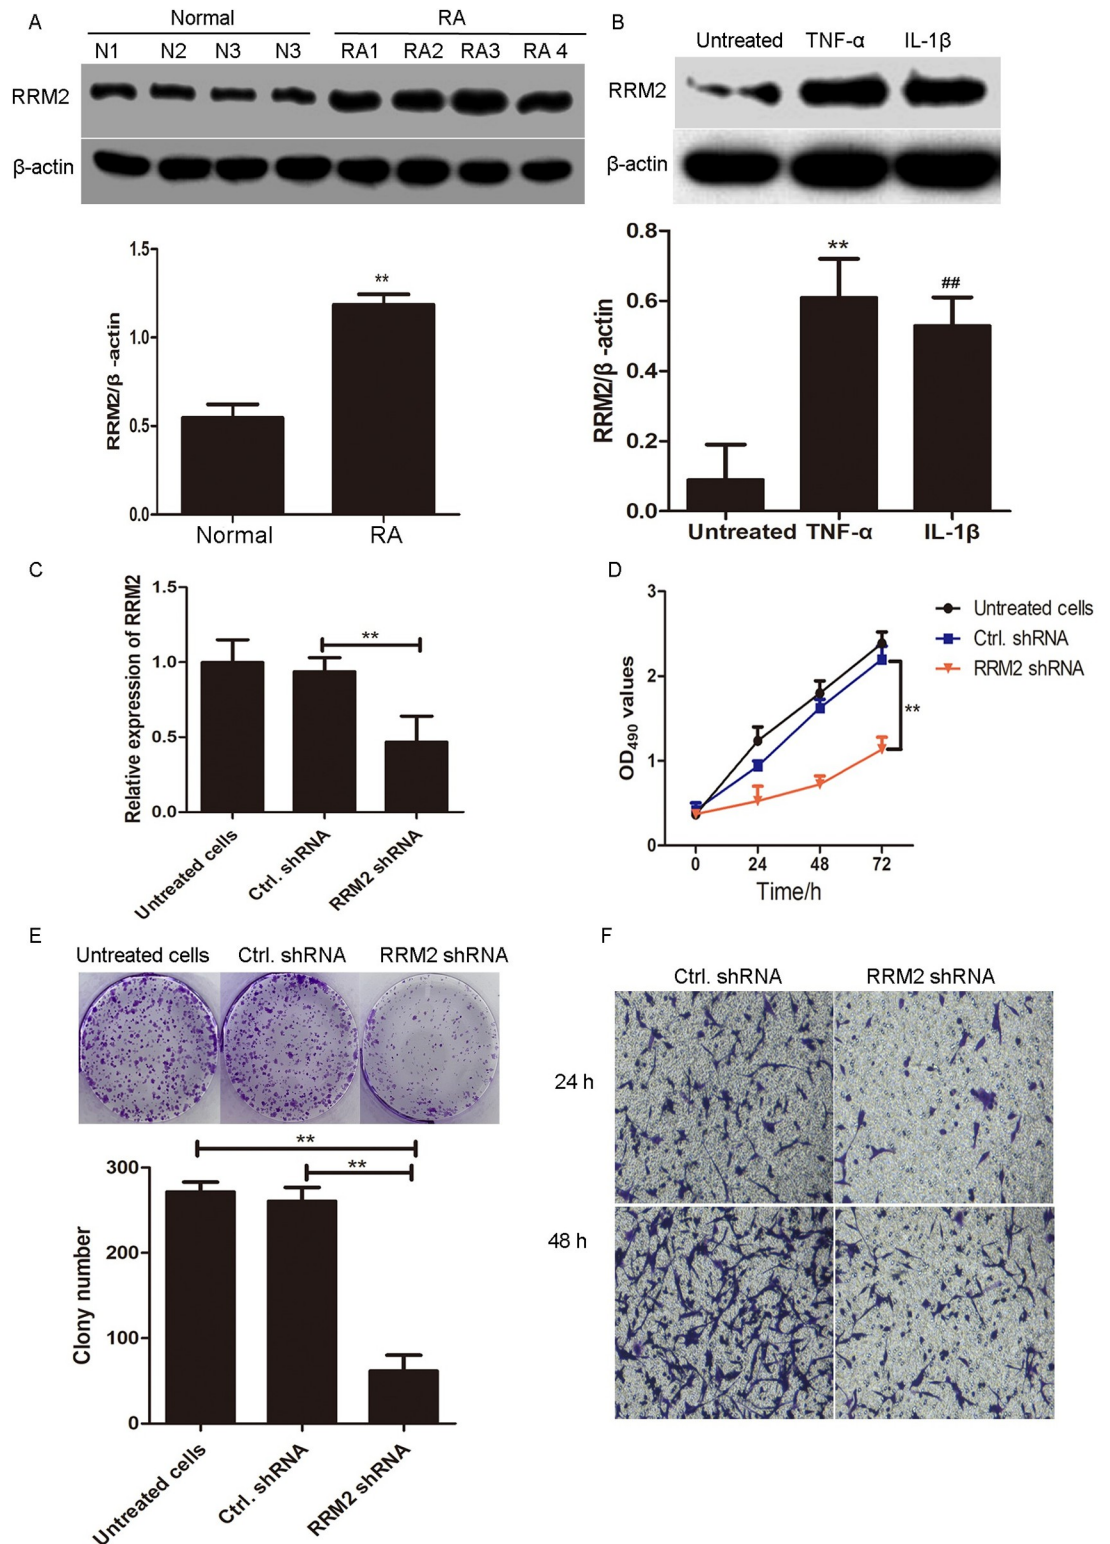 A
Normal
RA
N1 N2 N3 N3 RA1 RA2 RA3 RA 4
RRM2
β-actin
1.5
1.0
0.5
0.0
RRM2/β -actin
**
Normal RA
B
Untreated TNF-α IL-1β
RRM2
β-actin
0.8
0.6
0.4
0.2
0.0
RRM2/β -actin
**
##
Untreated TNF-α IL-1β
C
1.5
1.0
0.5
0.0
Relative expression of RRM2
**
Untreated cells
Ctrl. shRNA
RRM2 shRNA
D
3
2
1
0
OD490 values
0 24 48 72
Time/h
Untreated cells
Ctrl. shRNA
RRM2 shRNA
**
E
Untreated cells Ctrl. shRNA RRM2 shRNA
**
**
300
200
100
0
Clony number
Untreated cells
Ctrl. shRNA
RRM2 shRNA
F
Ctrl. shRNA RRM2 shRNA
24 h
48 h